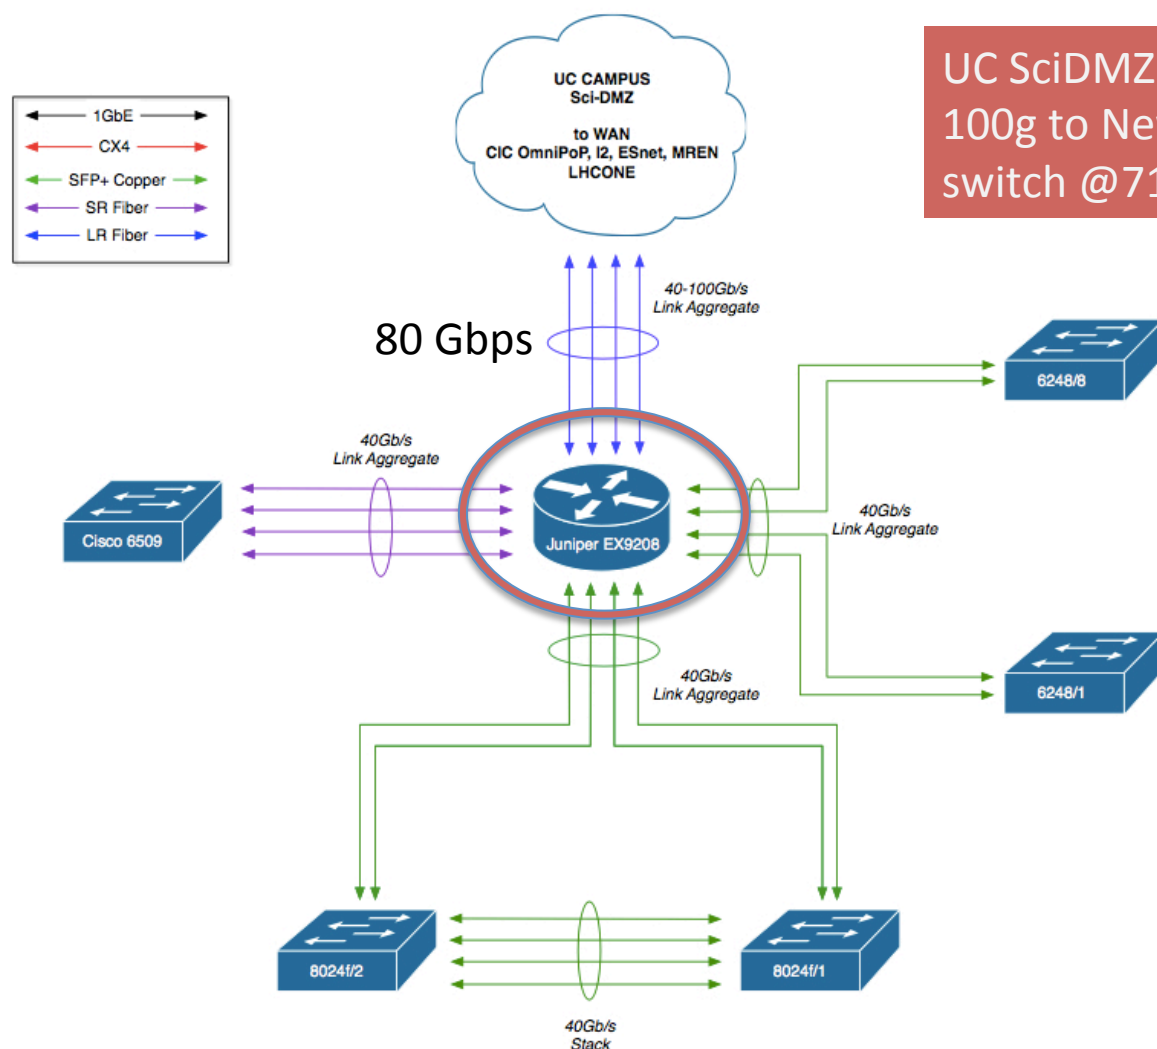 UC CAMPUS
Sci-DMZ
to WAN
CIC OmniPoP, I2, ESnet, MREN
LHCONE
UC SciDMZ
100g to
switch
1GbE
CX4
SFP+ Copper
SR Fiber
LR Fiber
40-100Gb/s
Link Aggregate
80 Gbps
6248/8
40Gb/s
Link Aggregate
Cisco 6509
Juniper EX9208
40Gb/s
Link Aggregate
6248/1
40Gb/s
Link Aggregate
8024f/2
8024f/1
40Gb/s
Stack